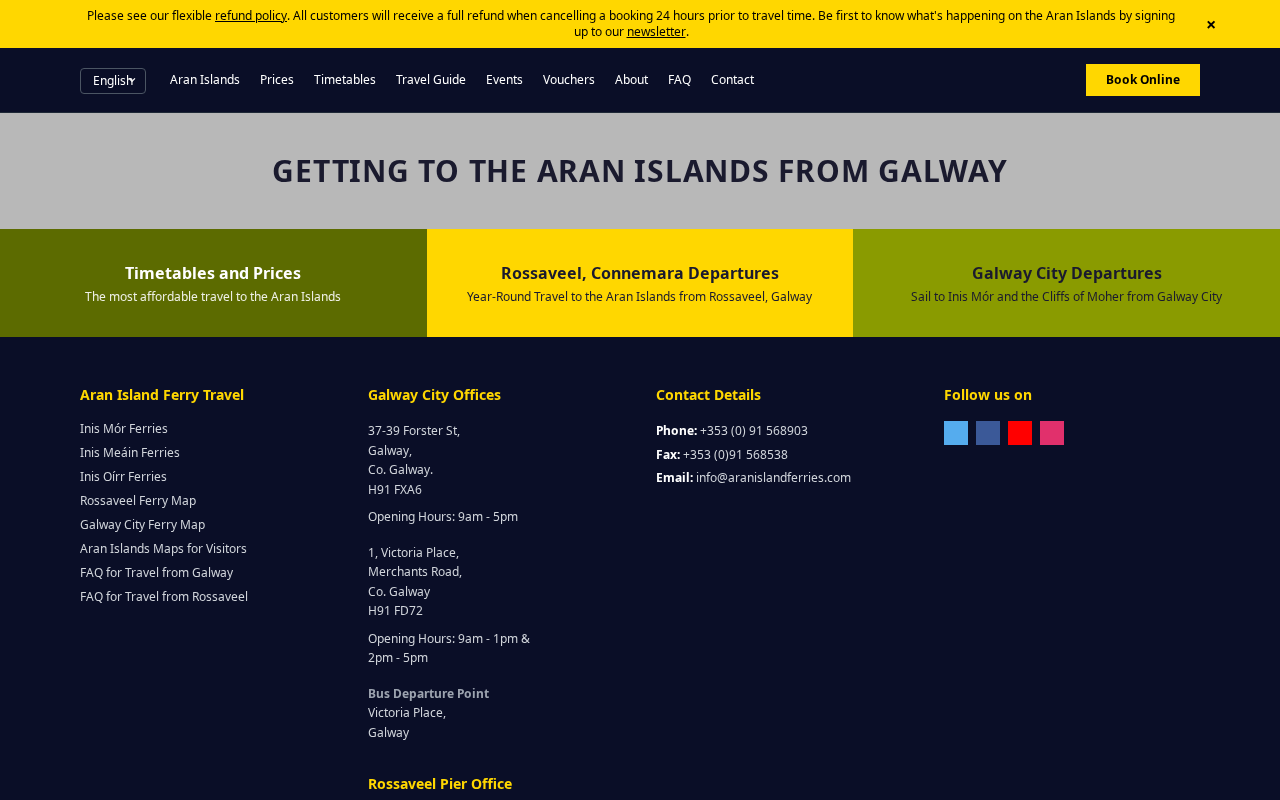 Please see our flexible refund policy. All customers will receive a full refund when cancelling a booking 24 hours prior to travel time. Be first to know what's happening on the Aran Islands by signing
up to our newsletter.
×
English
Aran Islands
Prices
Timetables
Travel Guide
Events
Vouchers
About
FAQ
Contact
Book Online
GETTING TO THE ARAN ISLANDS FROM GALWAY
Timetables and Prices
The most affordable travel to the Aran Islands
Rossaveel, Connemara Departures
Year-Round Travel to the Aran Islands from Rossaveel, Galway
Galway City Departures
Sail to Inis Mór and the Cliffs of Moher from Galway City
Aran Island Ferry Travel
Inis Mór Ferries
Inis Meáin Ferries
Inis Oírr Ferries
Rossaveel Ferry Map
Galway City Ferry Map
Aran Islands Maps for Visitors
FAQ for Travel from Galway
FAQ for Travel from Rossaveel
Galway City Offices
37-39 Forster St,
Galway,
Co. Galway.
H91 FXA6
Opening Hours: 9am - 5pm
1, Victoria Place,
Merchants Road,
Co. Galway
H91 FD72
Opening Hours: 9am - 1pm &
2pm - 5pm
Bus Departure Point
Victoria Place,
Galway
Rossaveel Pier Office
Contact Details
Phone: +353 (0) 91 568903
Fax: +353 (0)91 568538
Email: info@aranislandferries.com
Follow us on